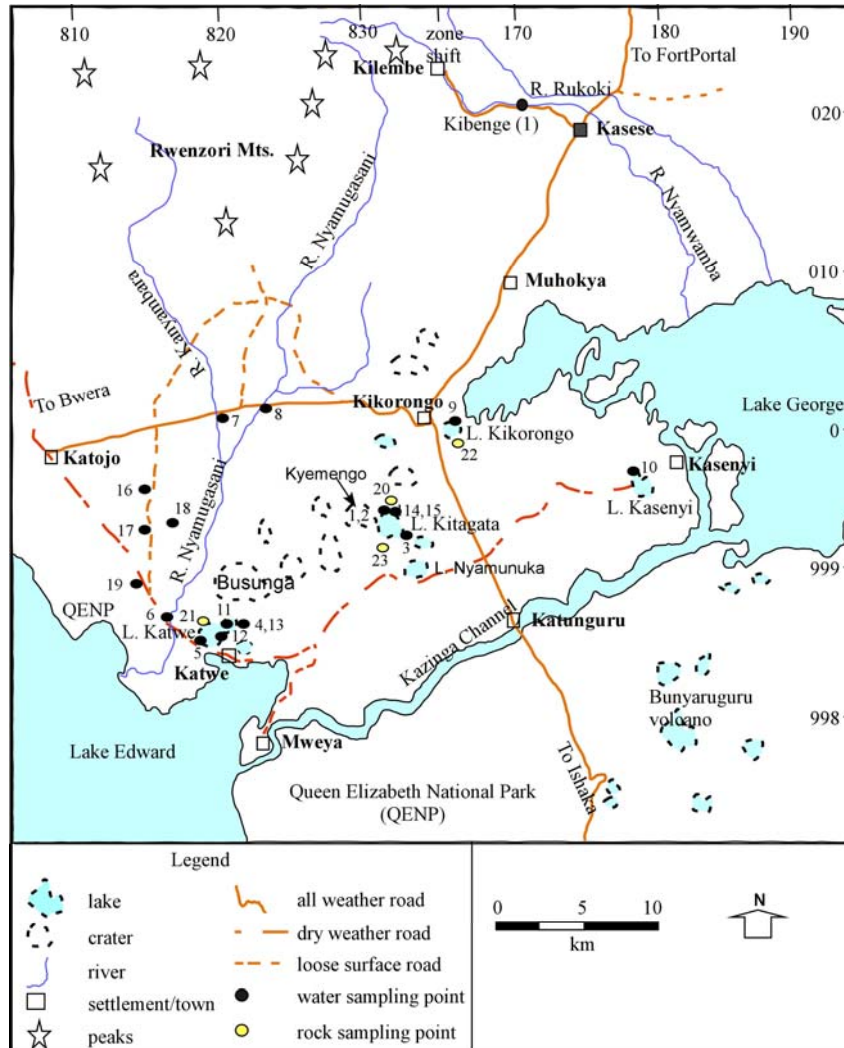 810
820
830
170
180
190
zone
shift
To FortPortal
Kilembe
R. Rukoki
Kibenge (1)
Kasese
020
Rwenzori Mts.
R. Nyamugasani
R. Nyamwamba
R. Kanyambara
Muhokya
010
To Bwera
Kikorongo
9
L. Kikorongo
22
Lake George
0
7
8
Katojo
Kyemengo
20
1,2
14,15
L. Kitagata
3
23
10
Kasenyi
L. Kasenyi
16
17
18
R. Nyamugasani
19
Busunga
L. Nyamunuka
999
QENP
6
21
11
4,13
L. Katwe
12
5
Katwe
Kazinga Channel
Katunguru
Bunyaruguru
volcano
998
Lake Edward
Mweya
To Ishaka
Queen Elizabeth National Park
(QENP)
Legend
lake
crater
river
settlement/town
peaks
all weather road
dry weather road
loose surface road
water sampling point
rock sampling point
0 5 10
km
N